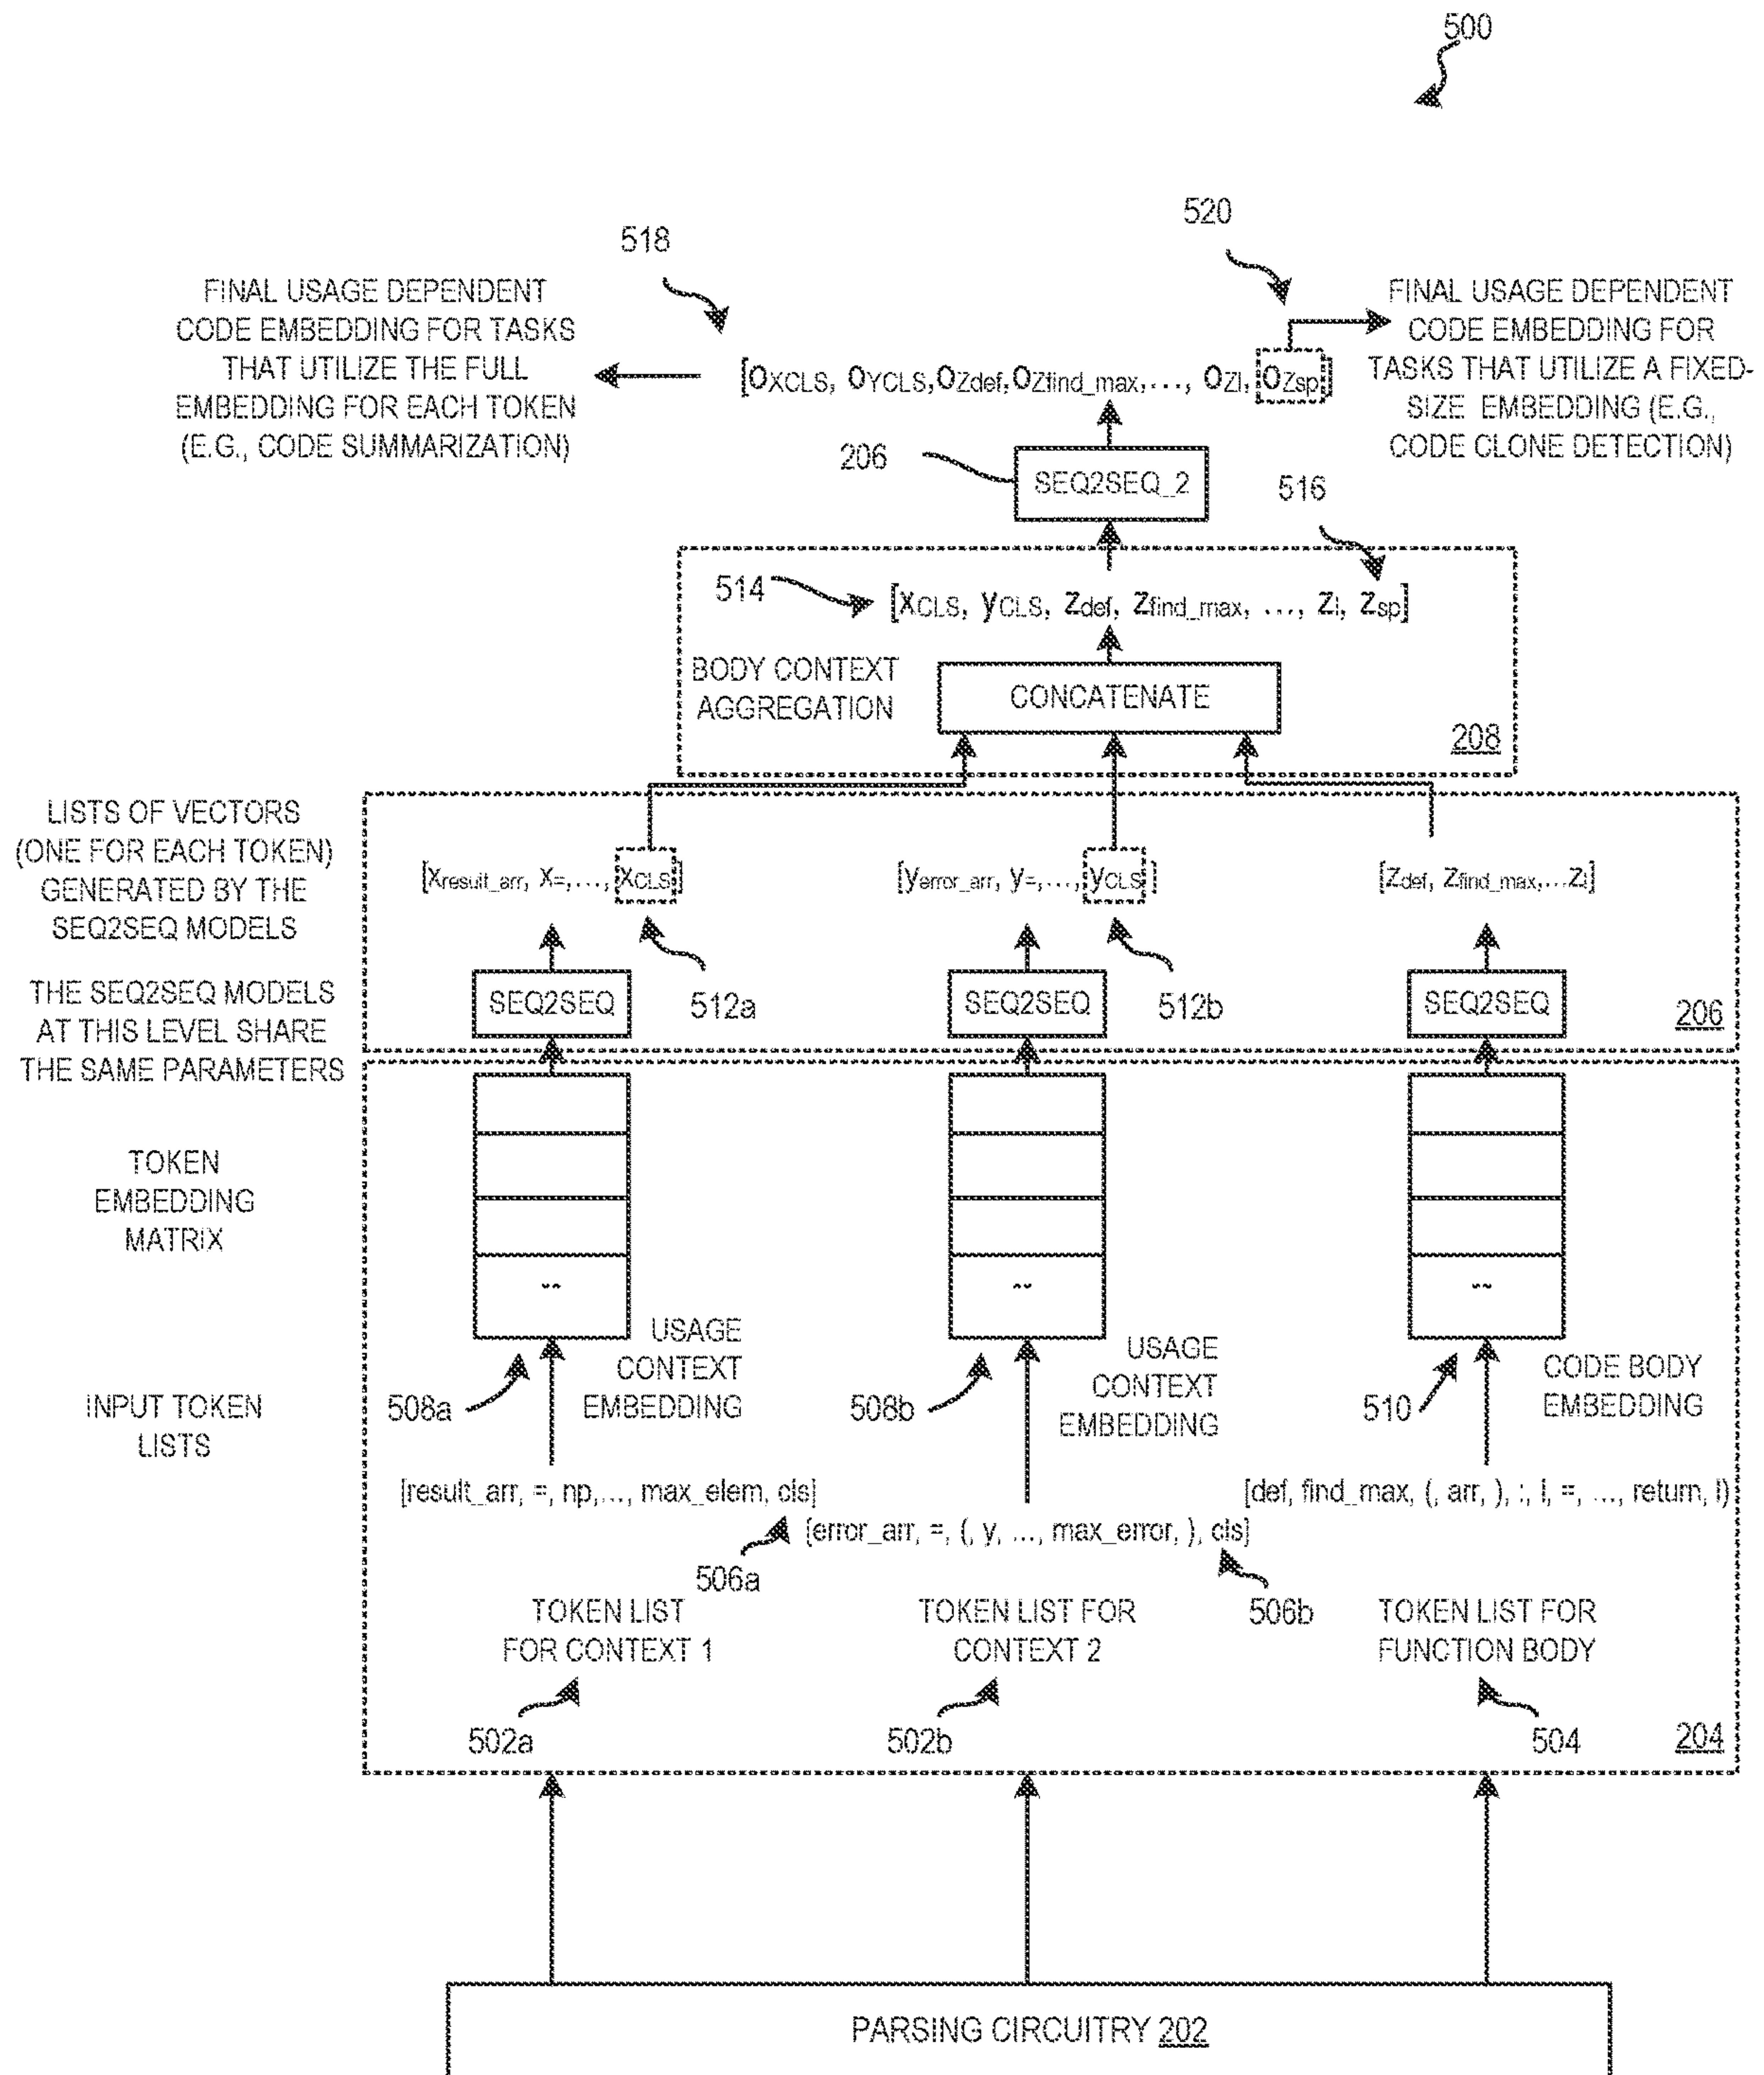 500
520
518
FINAL USAGE DEPENDENT
CODE EMBEDDING FOR TASKS
THAT UTILIZE THE FULL
EMBEDDING FOR EACH TOKEN
(E.G., CODE SUMMARIZATION)
[oXCLS, oYCLS,oZdef,oZfind_max,..., oZl, oZsp]
FINAL USAGE DEPENDENT
CODE EMBEDDING FOR
TASKS THAT UTILIZE A FIXED-
SIZE EMBEDDING (E.G.,
CODE CLONE DETECTION)
206
SEQ2SEQ_2
516
514
[xCLS, yCLS, zdef, zfind_max, ..., zl, zsp]
BODY CONTEXT
AGGREGATION
CONCATENATE
208
LISTS OF VECTORS
(ONE FOR EACH TOKEN)
GENERATED BY THE
SEQ2SEQ MODELS
[xresult_arr, x=,..., xCLS]
[yerror_arr, y=,..., yCLS]
[zdef, zfind_max,...zl]
THE SEQ2SEQ MODELS
AT THIS LEVEL SHARE
THE SAME PARAMETERS
SEQ2SEQ
512a
SEQ2SEQ
512b
SEQ2SEQ
206
TOKEN
EMBEDDING
MATRIX
INPUT TOKEN
LISTS
508a
USAGE
CONTEXT
EMBEDDING
508b
USAGE
CONTEXT
EMBEDDING
510
CODE BODY
EMBEDDING
[result_arr, =, np,..., max_elem, cls]
[error_arr, =, (, y, ..., max_error, ), cls]
[def, find_max, (, arr, ), :, l, =, ..., return, l)
506a
506b
TOKEN LIST
FOR CONTEXT 1
TOKEN LIST FOR
CONTEXT 2
TOKEN LIST FOR
FUNCTION BODY
502a
502b
504
204
PARSING CIRCUITRY 202